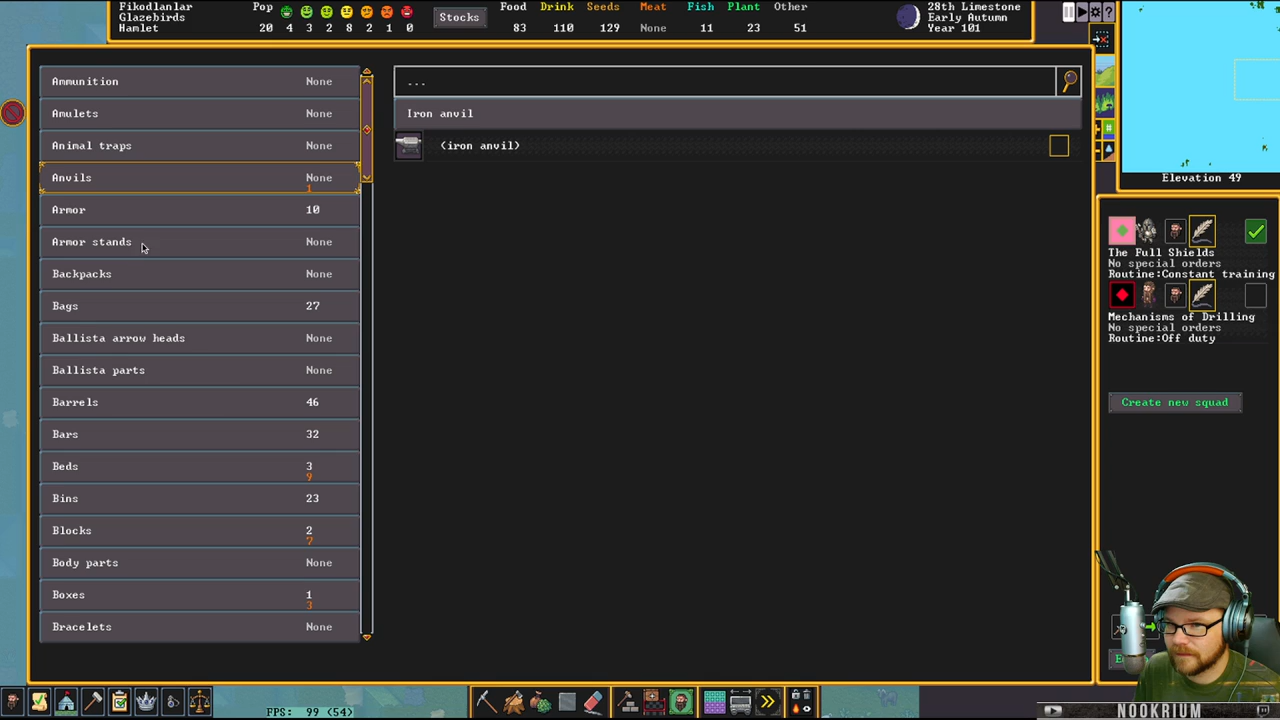 Fikodlanlar
Glazebirds
Hamlet
Pop
20 4 3 2 8 2 1 0
Stocks
Food Drink Seeds Meat Fish Plant Other
83 110 129 None 11 23 51
28th Limestone
Early Autumn
Year 101
Elevation 49
Ammunition None
Amulets None
Animal traps None
Anvils None
1
Armor 10
Armor stands None
Backpacks None
Bags 27
Ballista arrow heads None
Ballista parts None
Barrels 46
Bars 32
Beds 3
9
Bins 23
Blocks 2
7
Body parts None
Boxes 1
3
Bracelets None
...
Iron anvil
(iron anvil)
The Full Shields
No special orders
Routine:Constant training
Mechanisms of Drilling
No special orders
Routine:Off duty
Create new squad
FPS: 99 (54)
NOOKRIUM